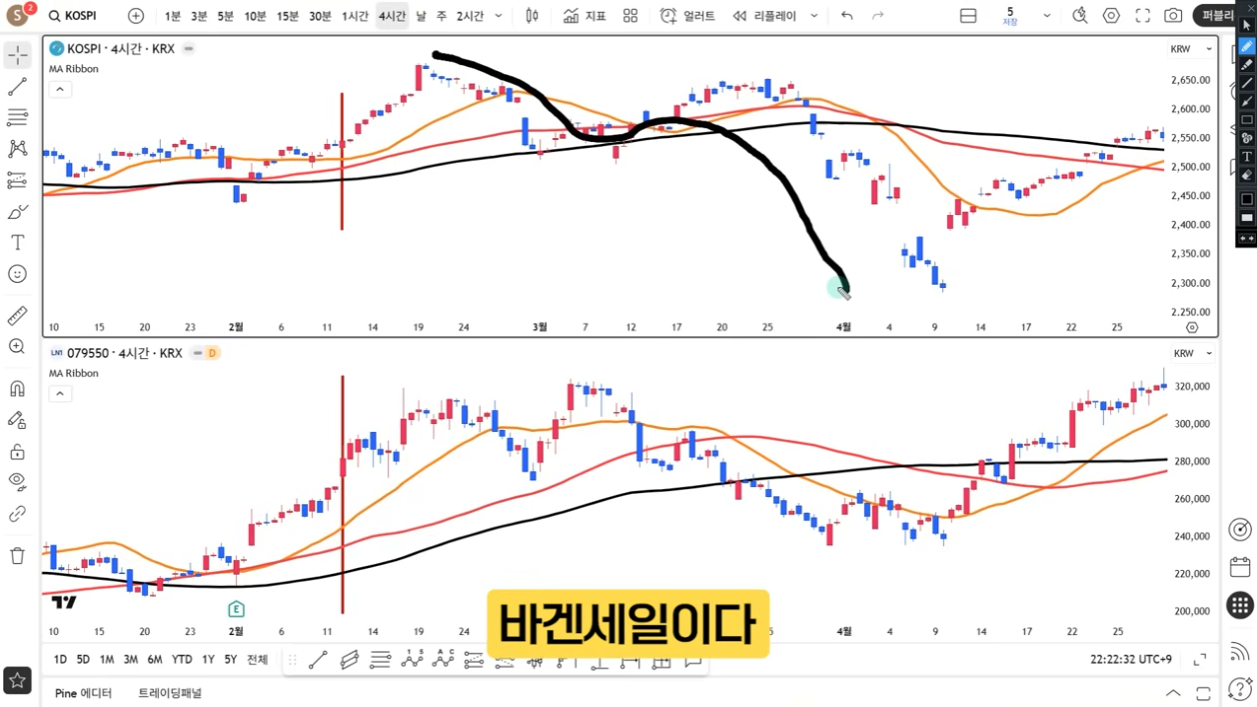 S 2 KOSPI 1분 3분 5분 10분 15분 30분 1시간 4시간 날 주 2시간 지표 얼러트 리플레이 5 저장 퍼블리
KOSPI · 4시간 · KRX
KRW
MA Ribbon
2,650.00
2,600.00
2,550.00
2,500.00
2,450.00
2,400.00
2,350.00
2,300.00
2,250.00
10 15 20 23 2월 6 11 14 19 24 3월 7 12 17 20 25 4월 4 9 14 17 22 25
LN1 079550 · 4시간 · KRX D
KRW
MA Ribbon
320,000
300,000
280,000
260,000
240,000
220,000
200,000
E
10 15 20 23 2월 6 11 14 19 24 4월 4 9 14 17 22 25
바겐세일이다
1D 5D 1M 3M 6M YTD 1Y 5Y 전체
22:22:32 UTC+9
Pine 에디터 트레이딩패널